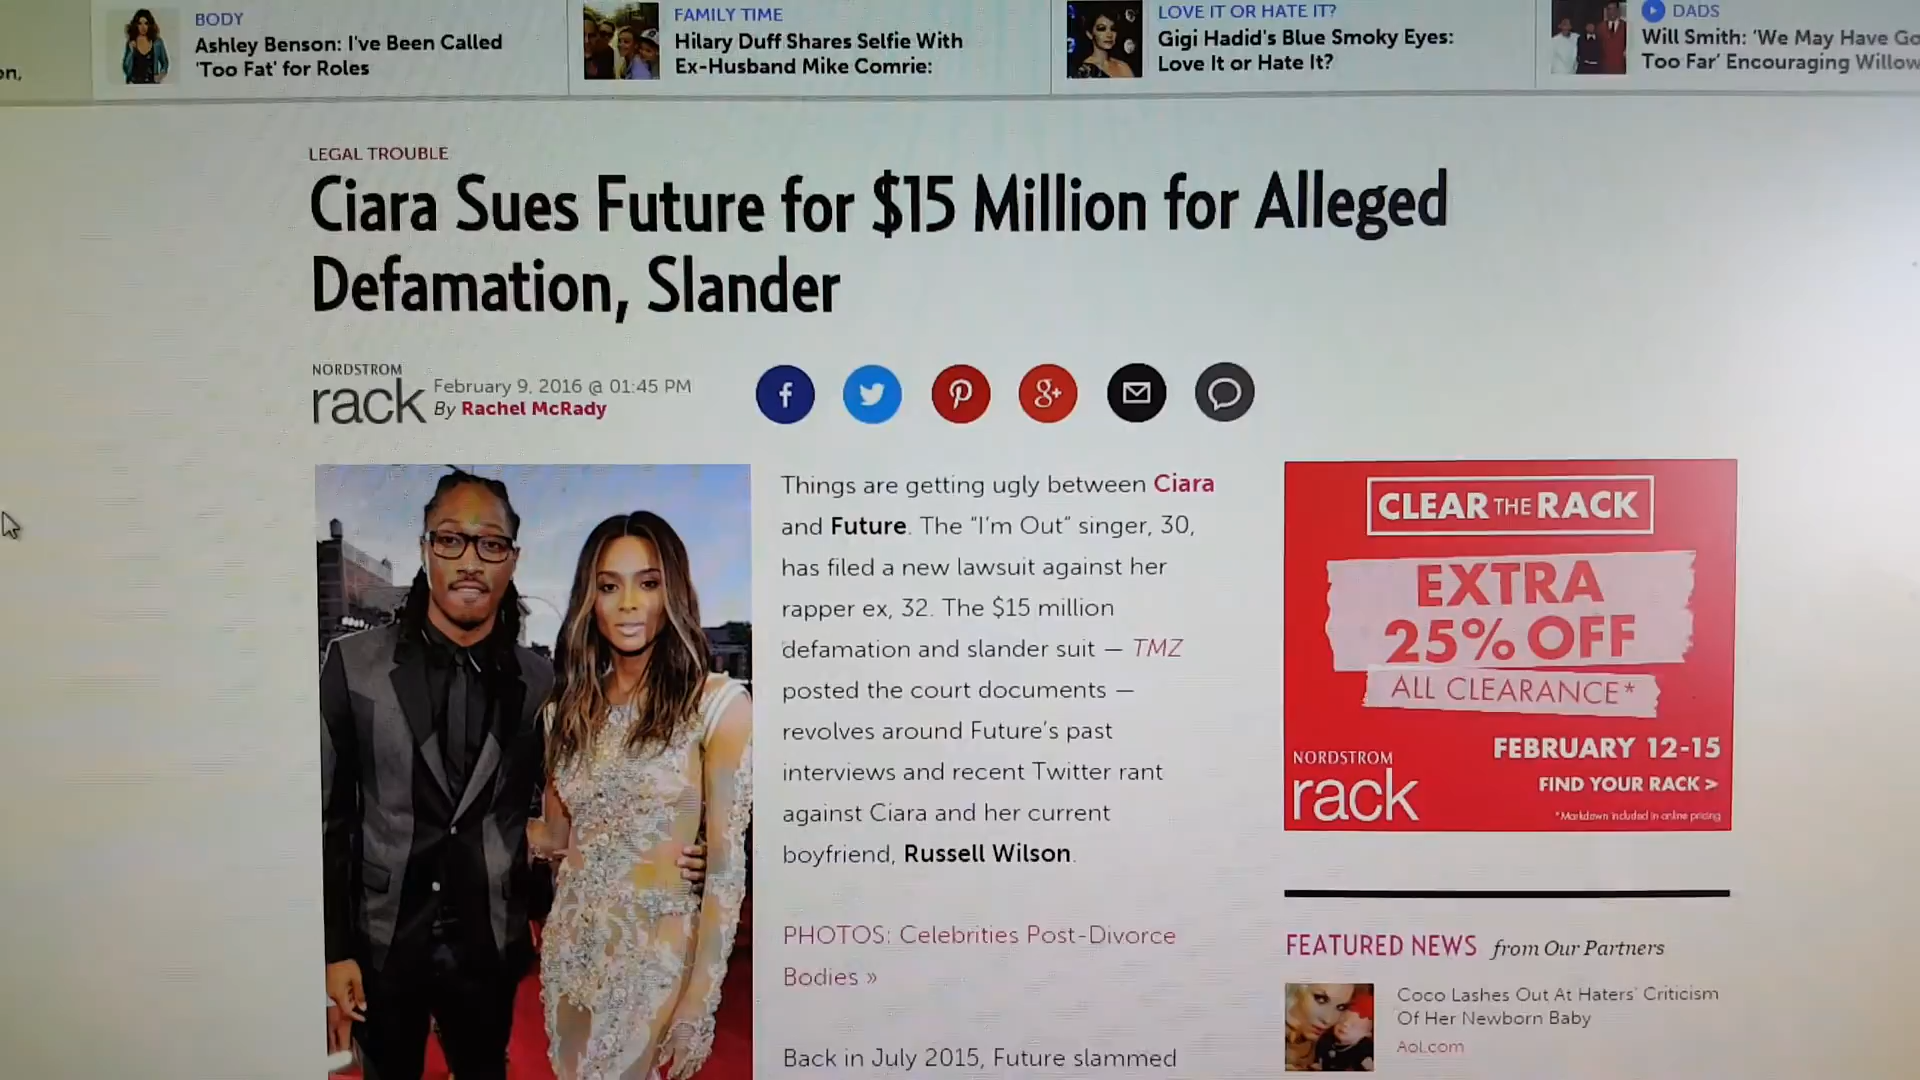 BODY
Ashley Benson: I've Been Called
'Too Fat' for Roles
FAMILY TIME
Hilary Duff Shares Selfie With
Ex-Husband Mike Comrie:
LOVE IT OR HATE IT?
Gigi Hadid's Blue Smoky Eyes:
Love It or Hate It?
DADS
Will Smith: 'We May Have Go
Too Far' Encouraging Willow
on,
LEGAL TROUBLE
Ciara Sues Future for $15 Million for Alleged
Defamation, Slander
NORDSTROM
rack
February 9, 2016 @ 01:45 PM
By Rachel McRady
f
g+
Things are getting ugly between Ciara
and Future. The "I'm Out" singer, 30,
has filed a new lawsuit against her
rapper ex, 32. The $15 million
defamation and slander suit — TMZ
posted the court documents —
revolves around Future's past
interviews and recent Twitter rant
against Ciara and her current
boyfriend, Russell Wilson.
PHOTOS: Celebrities Post-Divorce
Bodies »
Back in July 2015, Future slammed
CLEAR THE RACK
EXTRA
25% OFF
ALL CLEARANCE*
FEBRUARY 12-15
FIND YOUR RACK >
NORDSTROM
rack
*Markdown included in online pricing
FEATURED NEWS from Our Partners
Coco Lashes Out At Haters' Criticism
Of Her Newborn Baby
Aol.com